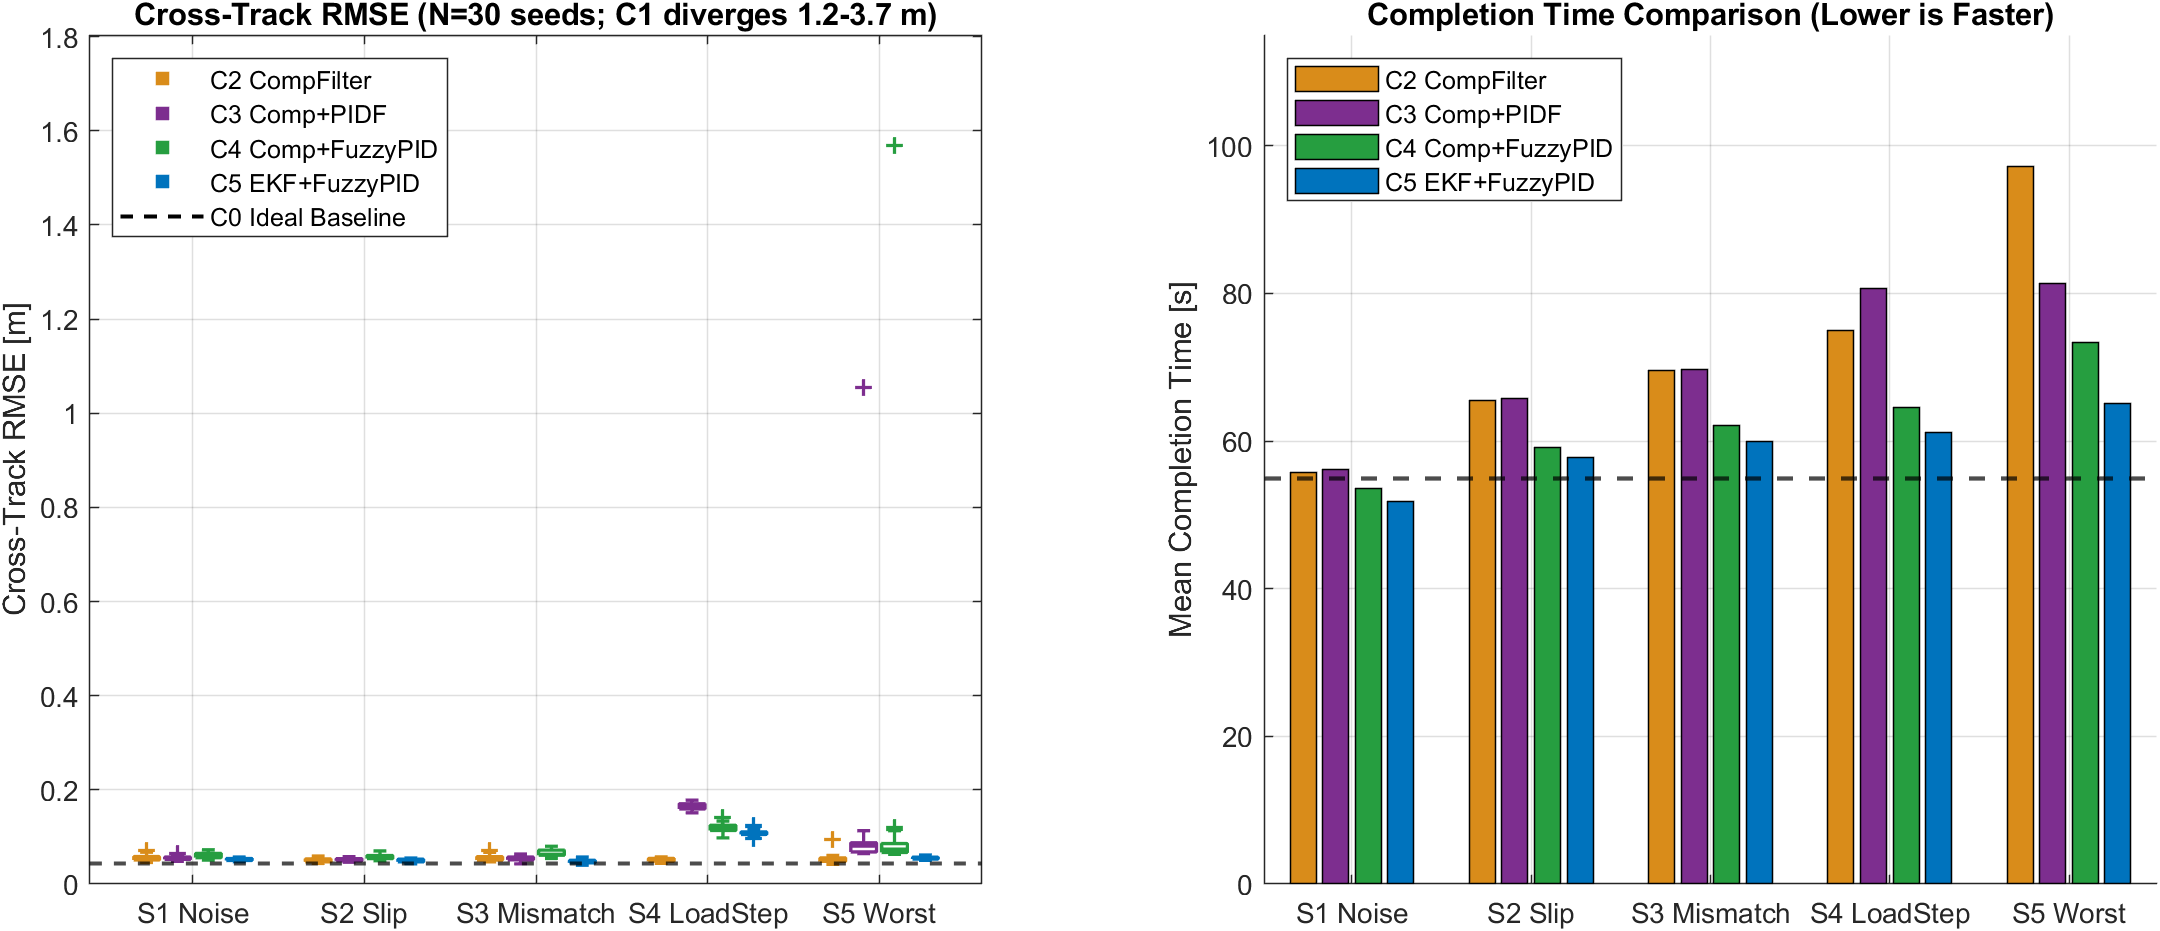 Cross-Track RMSE (N=30 seeds; C1 diverges 1.2-3.7 m)
1.8
1.6
1.4
1.2
1
0.8
0.6
0.4
0.2
0
Cross-Track RMSE [m]
C2 CompFilter
C3 Comp+PIDF
C4 Comp+FuzzyPID
C5 EKF+FuzzyPID
C0 Ideal Baseline
S1 Noise
S2 Slip
S3 Mismatch
S4 LoadStep
S5 Worst
Completion Time Comparison (Lower is Faster)
100
80
60
40
20
0
Mean Completion Time [s]
C2 CompFilter
C3 Comp+PIDF
C4 Comp+FuzzyPID
C5 EKF+FuzzyPID
S1 Noise
S2 Slip
S3 Mismatch
S4 LoadStep
S5 Worst